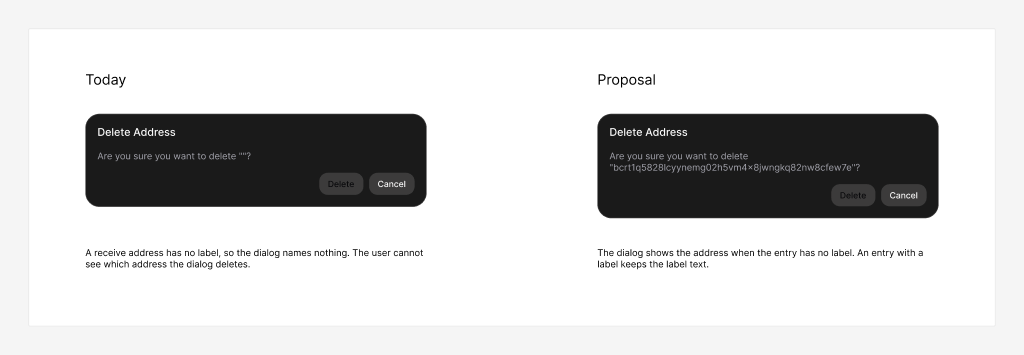 Today
Delete Address
Are you sure you want to delete ""?
Delete
Cancel
A receive address has no label, so the dialog names nothing. The user cannot
see which address the dialog deletes.
Proposal
Delete Address
Are you sure you want to delete
"bcrt1q5828lcyynemg02h5vm4×8jwngkq82nw8cfew7e"?
Delete
Cancel
The dialog shows the address when the entry has no label. An entry with a
label keeps the label text.